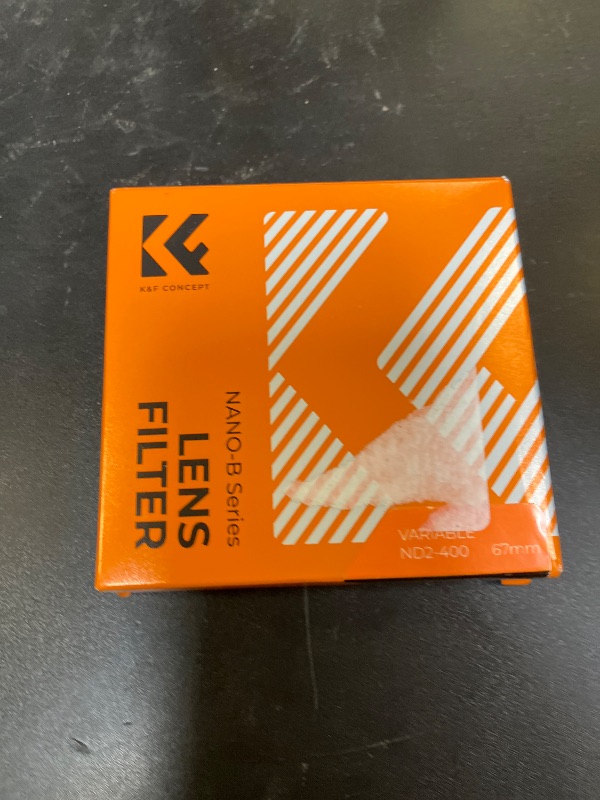 K&F CONCEPT
NANO-B Series
LENS
FILTER
VARIABLE
ND2-400 67mm